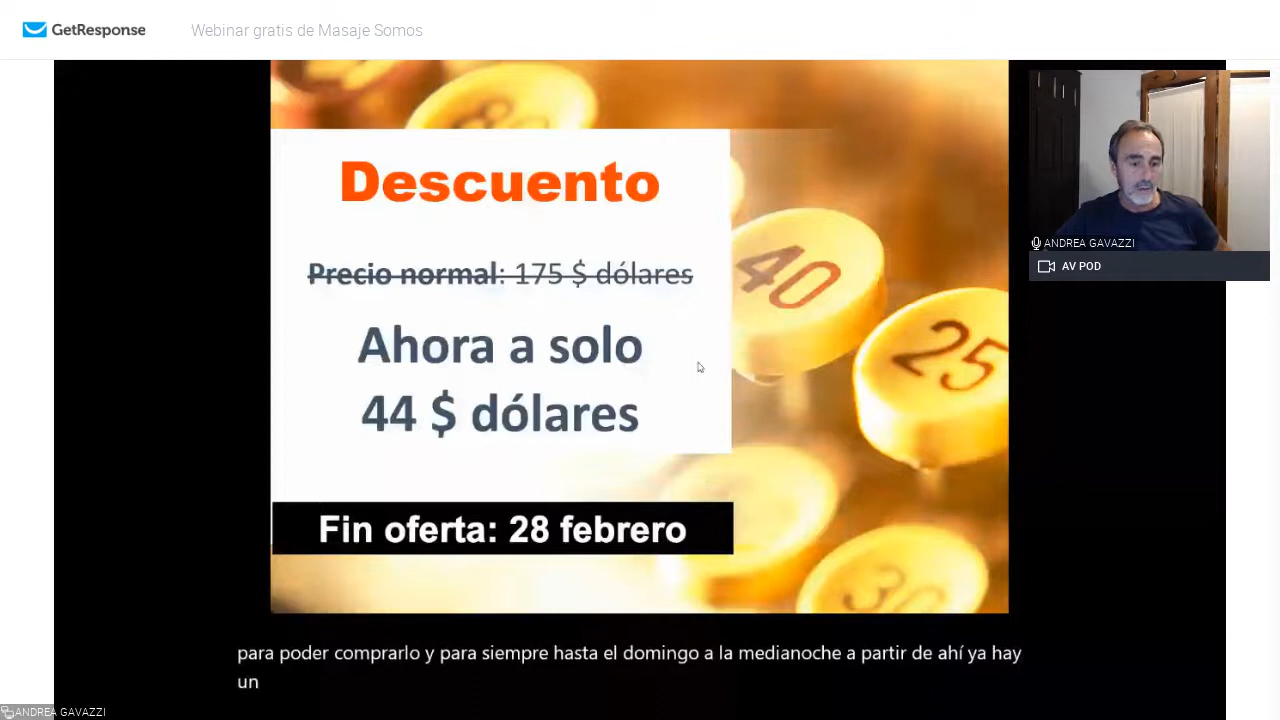 GetResponse
Webinar gratis de Masaje Somos
80
Descuento
Precio normal: 175 $ dólares
Ahora a solo
44 $ dólares
Fin oferta: 28 febrero
40
25
30
ANDREA GAVAZZI
AV POD
para poder comprarlo y para siempre hasta el domingo a la medianoche a partir de ahí ya hay
un
ANDREA GAVAZZI